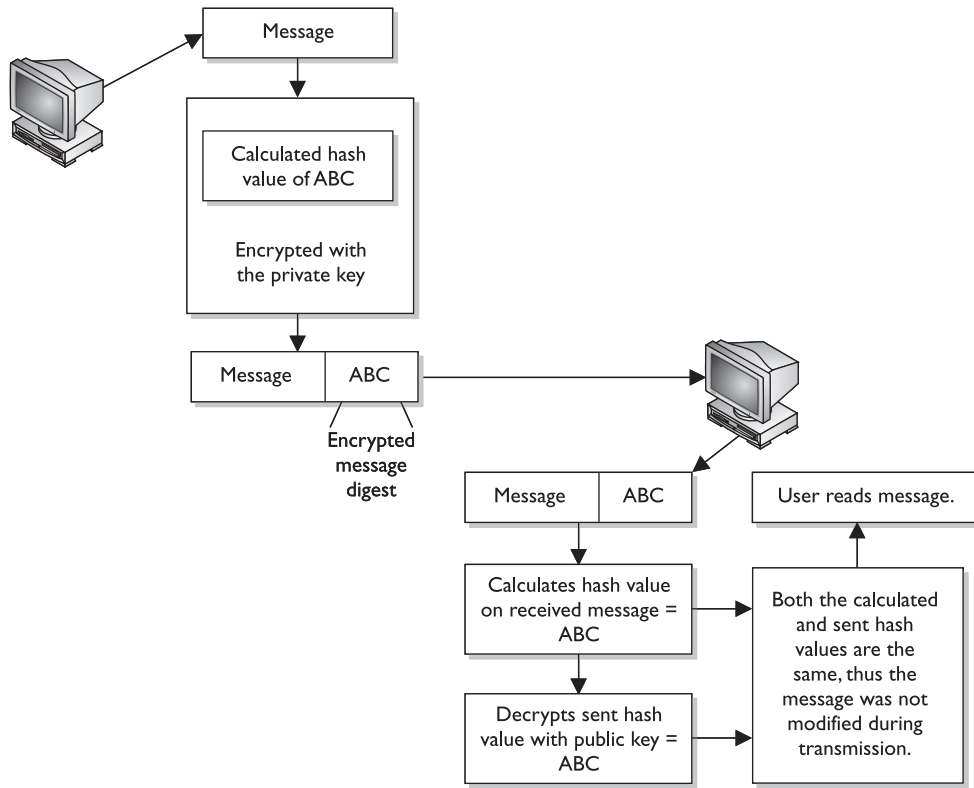 Message
Calculated hash
value of ABC
Encrypted with
the private key
Message ABC
Encrypted
message
digest
Message ABC
User reads message.
Calculates hash value
on received message =
ABC
Both the calculated
and sent hash
values are the
same, thus the
message was not
modified during
transmission.
Decrypts sent hash
value with public key =
ABC